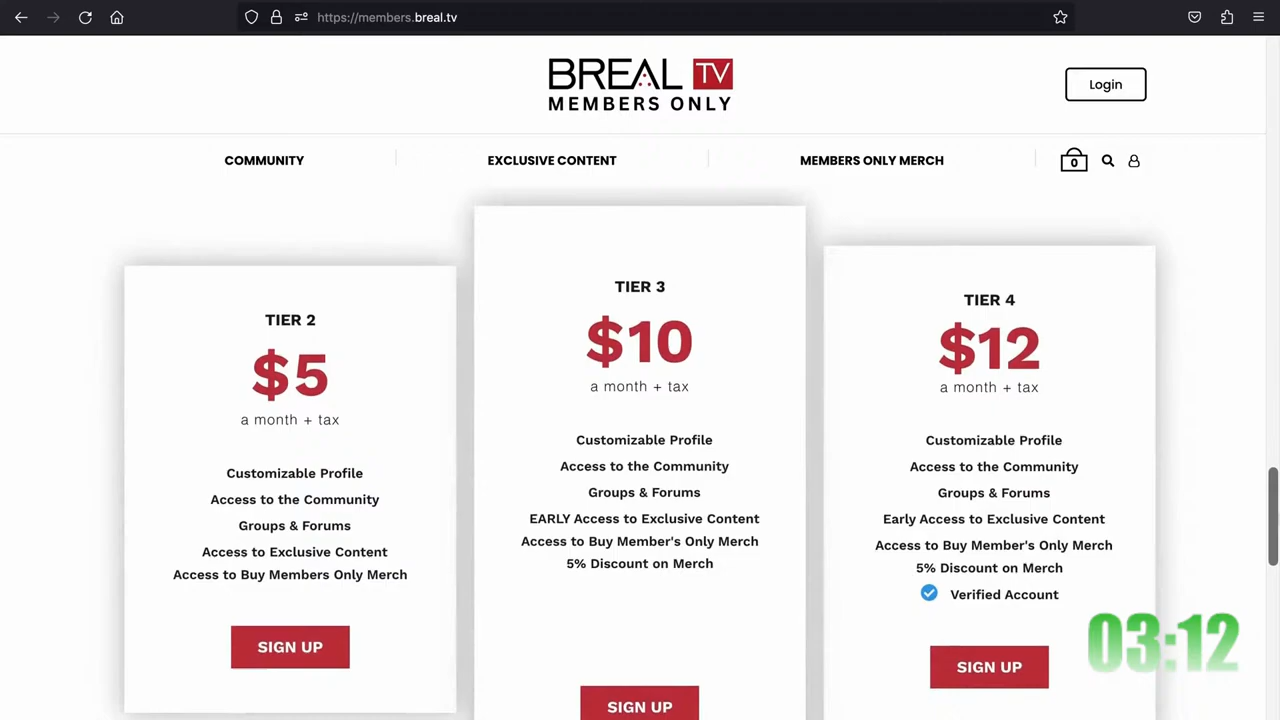 https://members.breal.tv
BREAL TV
MEMBERS ONLY
Login
COMMUNITY
EXCLUSIVE CONTENT
MEMBERS ONLY MERCH
0
TIER 2
$5
a month + tax
Customizable Profile
Access to the Community
Groups & Forums
Access to Exclusive Content
Access to Buy Members Only Merch
SIGN UP
TIER 3
$10
a month + tax
Customizable Profile
Access to the Community
Groups & Forums
EARLY Access to Exclusive Content
Access to Buy Member's Only Merch
5% Discount on Merch
SIGN UP
TIER 4
$12
a month + tax
Customizable Profile
Access to the Community
Groups & Forums
Early Access to Exclusive Content
Access to Buy Member's Only Merch
5% Discount on Merch
Verified Account
SIGN UP
03:12